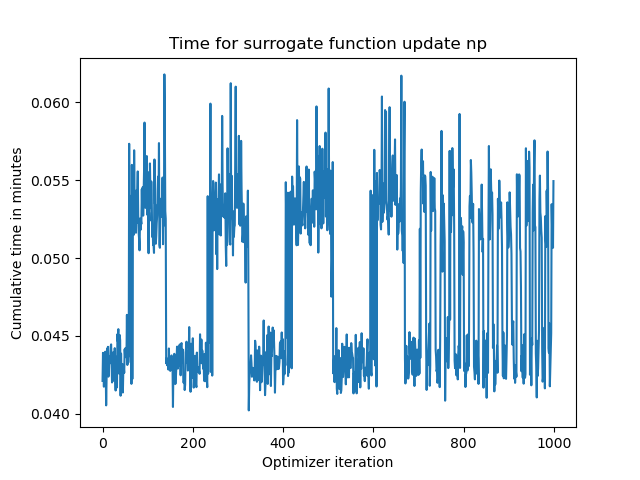 Time for surrogate function update np
0.060
0.055
0.050
0.045
0.040
Cumulative time in minutes
0 200 400 600 800 1000
Optimizer iteration